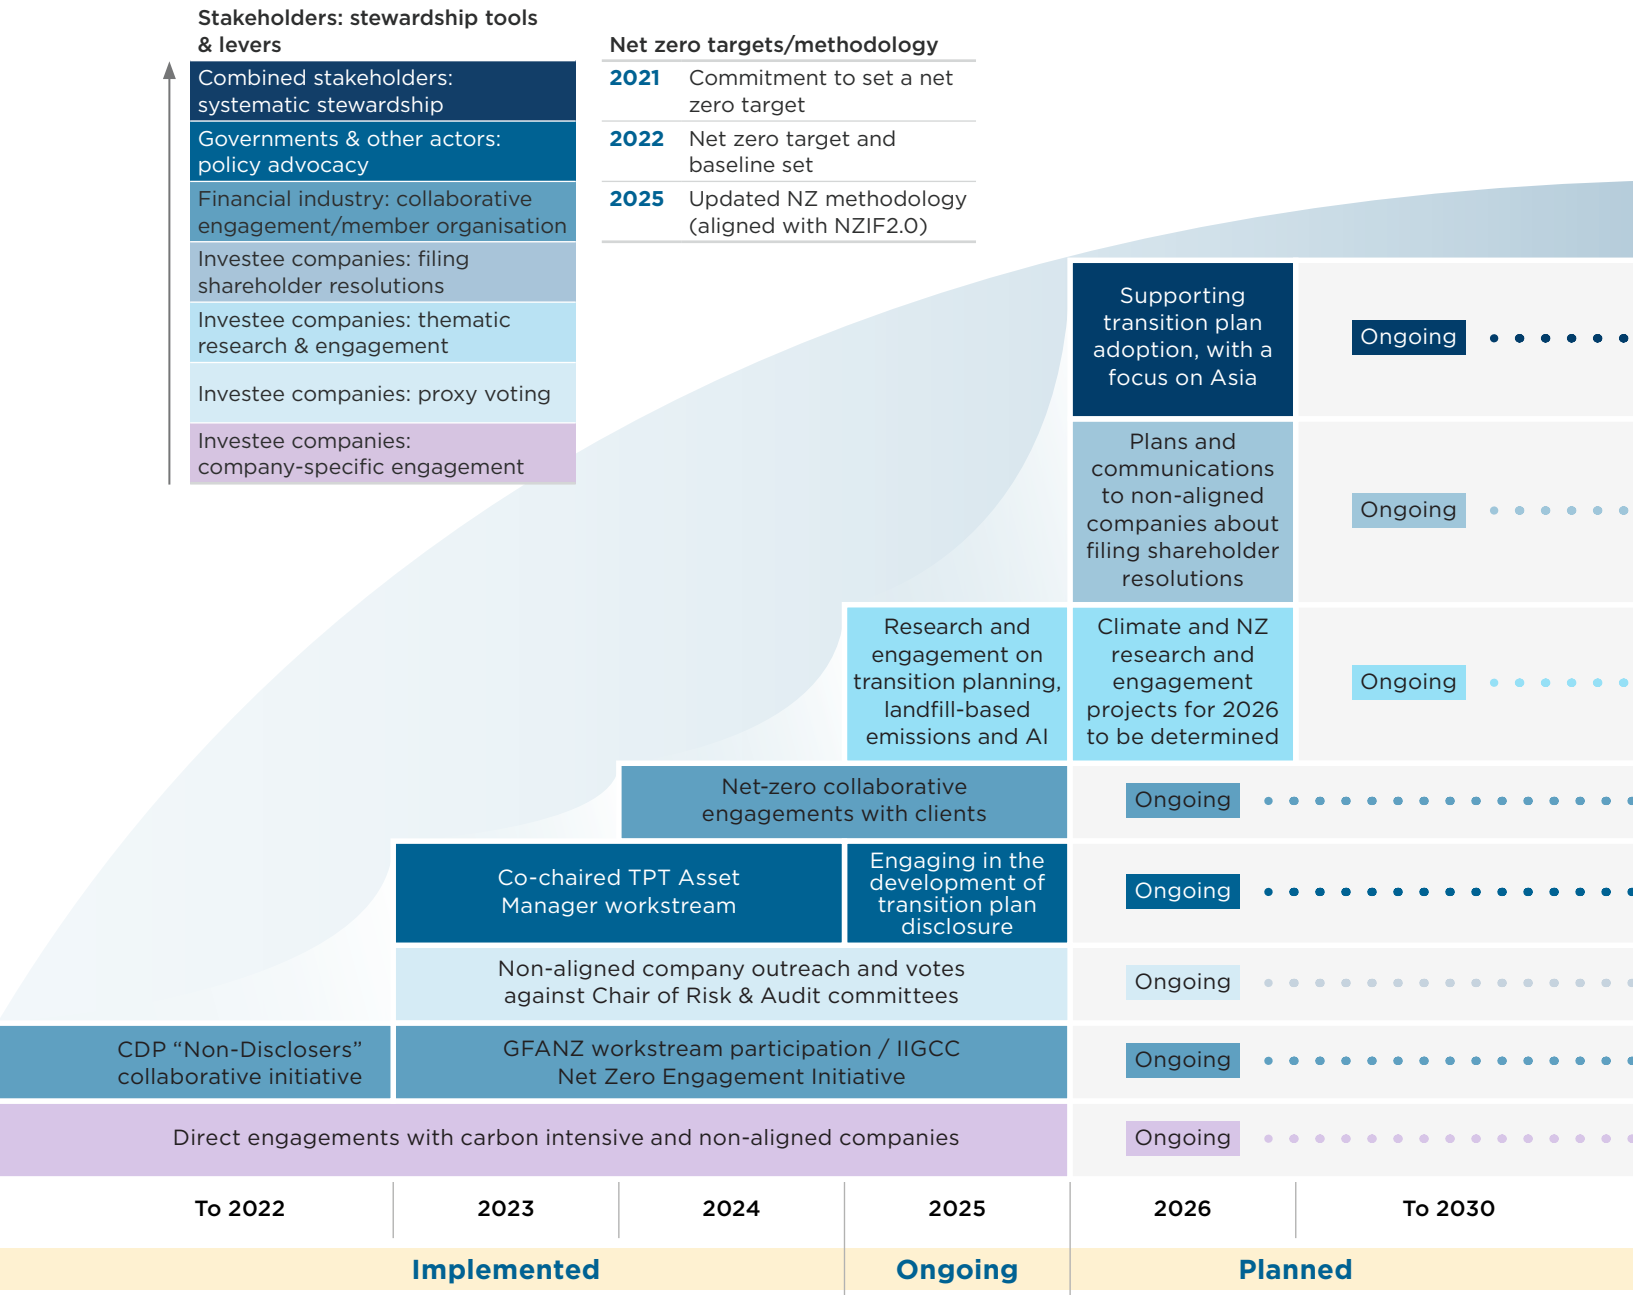 Stakeholders: stewardship tools
& levers
Combined stakeholders:
systematic stewardship
Governments & other actors:
policy advocacy
Financial industry: collaborative
engagement/member organisation
Investee companies: filing
shareholder resolutions
Investee companies: thematic
research & engagement
Investee companies: proxy voting
Investee companies:
company-specific engagement
Net zero targets/methodology
2021 Commitment to set a net
zero target
2022 Net zero target and
baseline set
2025 Updated NZ methodology
(aligned with NZIF2.0)
Supporting
transition plan
adoption, with a
focus on Asia
Ongoing
Plans and
communications
to non-aligned
companies about
filing shareholder
resolutions
Ongoing
Research and
engagement on
transition planning,
landfill-based
emissions and AI
Climate and NZ
research and
engagement
projects for 2026
to be determined
Ongoing
Net-zero collaborative
engagements with clients
Ongoing
Co-chaired TPT Asset
Manager workstream
Engaging in the
development of
transition plan
disclosure
Ongoing
Non-aligned company outreach and votes
against Chair of Risk & Audit committees
Ongoing
CDP “Non-Disclosers”
collaborative initiative
GFANZ workstream participation / IIGCC
Net Zero Engagement Initiative
Ongoing
Direct engagements with carbon intensive and non-aligned companies
Ongoing
To 2022 2023 2024 2025 2026 To 2030
Implemented Ongoing Planned